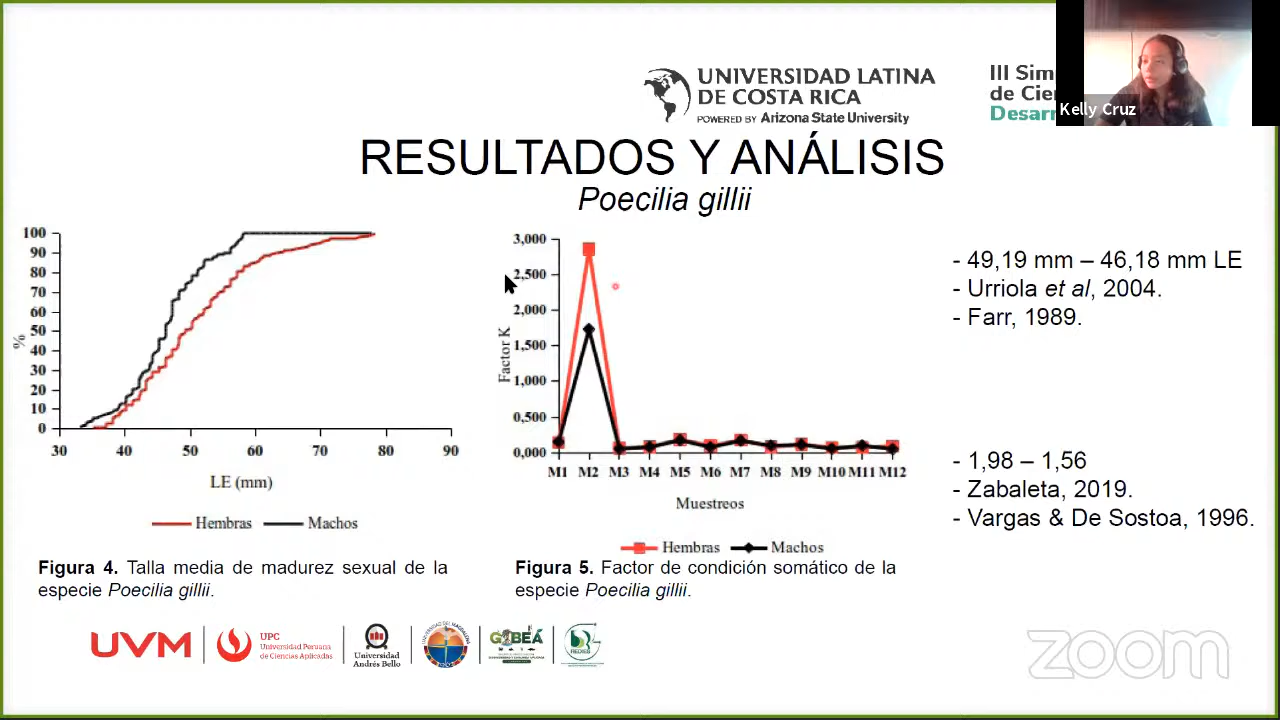 UNIVERSIDAD LATINA
DE COSTA RICA
POWERED BY Arizona State University
III Sim
de Cie
Desarr
Kelly Cruz
RESULTADOS Y ANÁLISIS
Poecilia gillii
100
90
80
70
60
50
40
30
20
10
0
%
30 40 50 60 70 80 90
LE (mm)
Hembras Machos
Figura 4. Talla media de madurez sexual de la
especie Poecilia gillii.
3,000
2,500
2,000
1,500
1,000
0,500
0,000
Factor K
M1 M2 M3 M4 M5 M6 M7 M8 M9 M10 M11 M12
Muestreos
Hembras Machos
Figura 5. Factor de condición somático de la
especie Poecilia gillii.
- 49,19 mm – 46,18 mm LE
- Urriola et al, 2004.
- Farr, 1989.
- 1,98 – 1,56
- Zabaleta, 2019.
- Vargas & De Sostoa, 1996.
UVM
UPC
Universidad Peruana
de Ciencias Aplicadas
Universidad
Andrés Bello
zoom